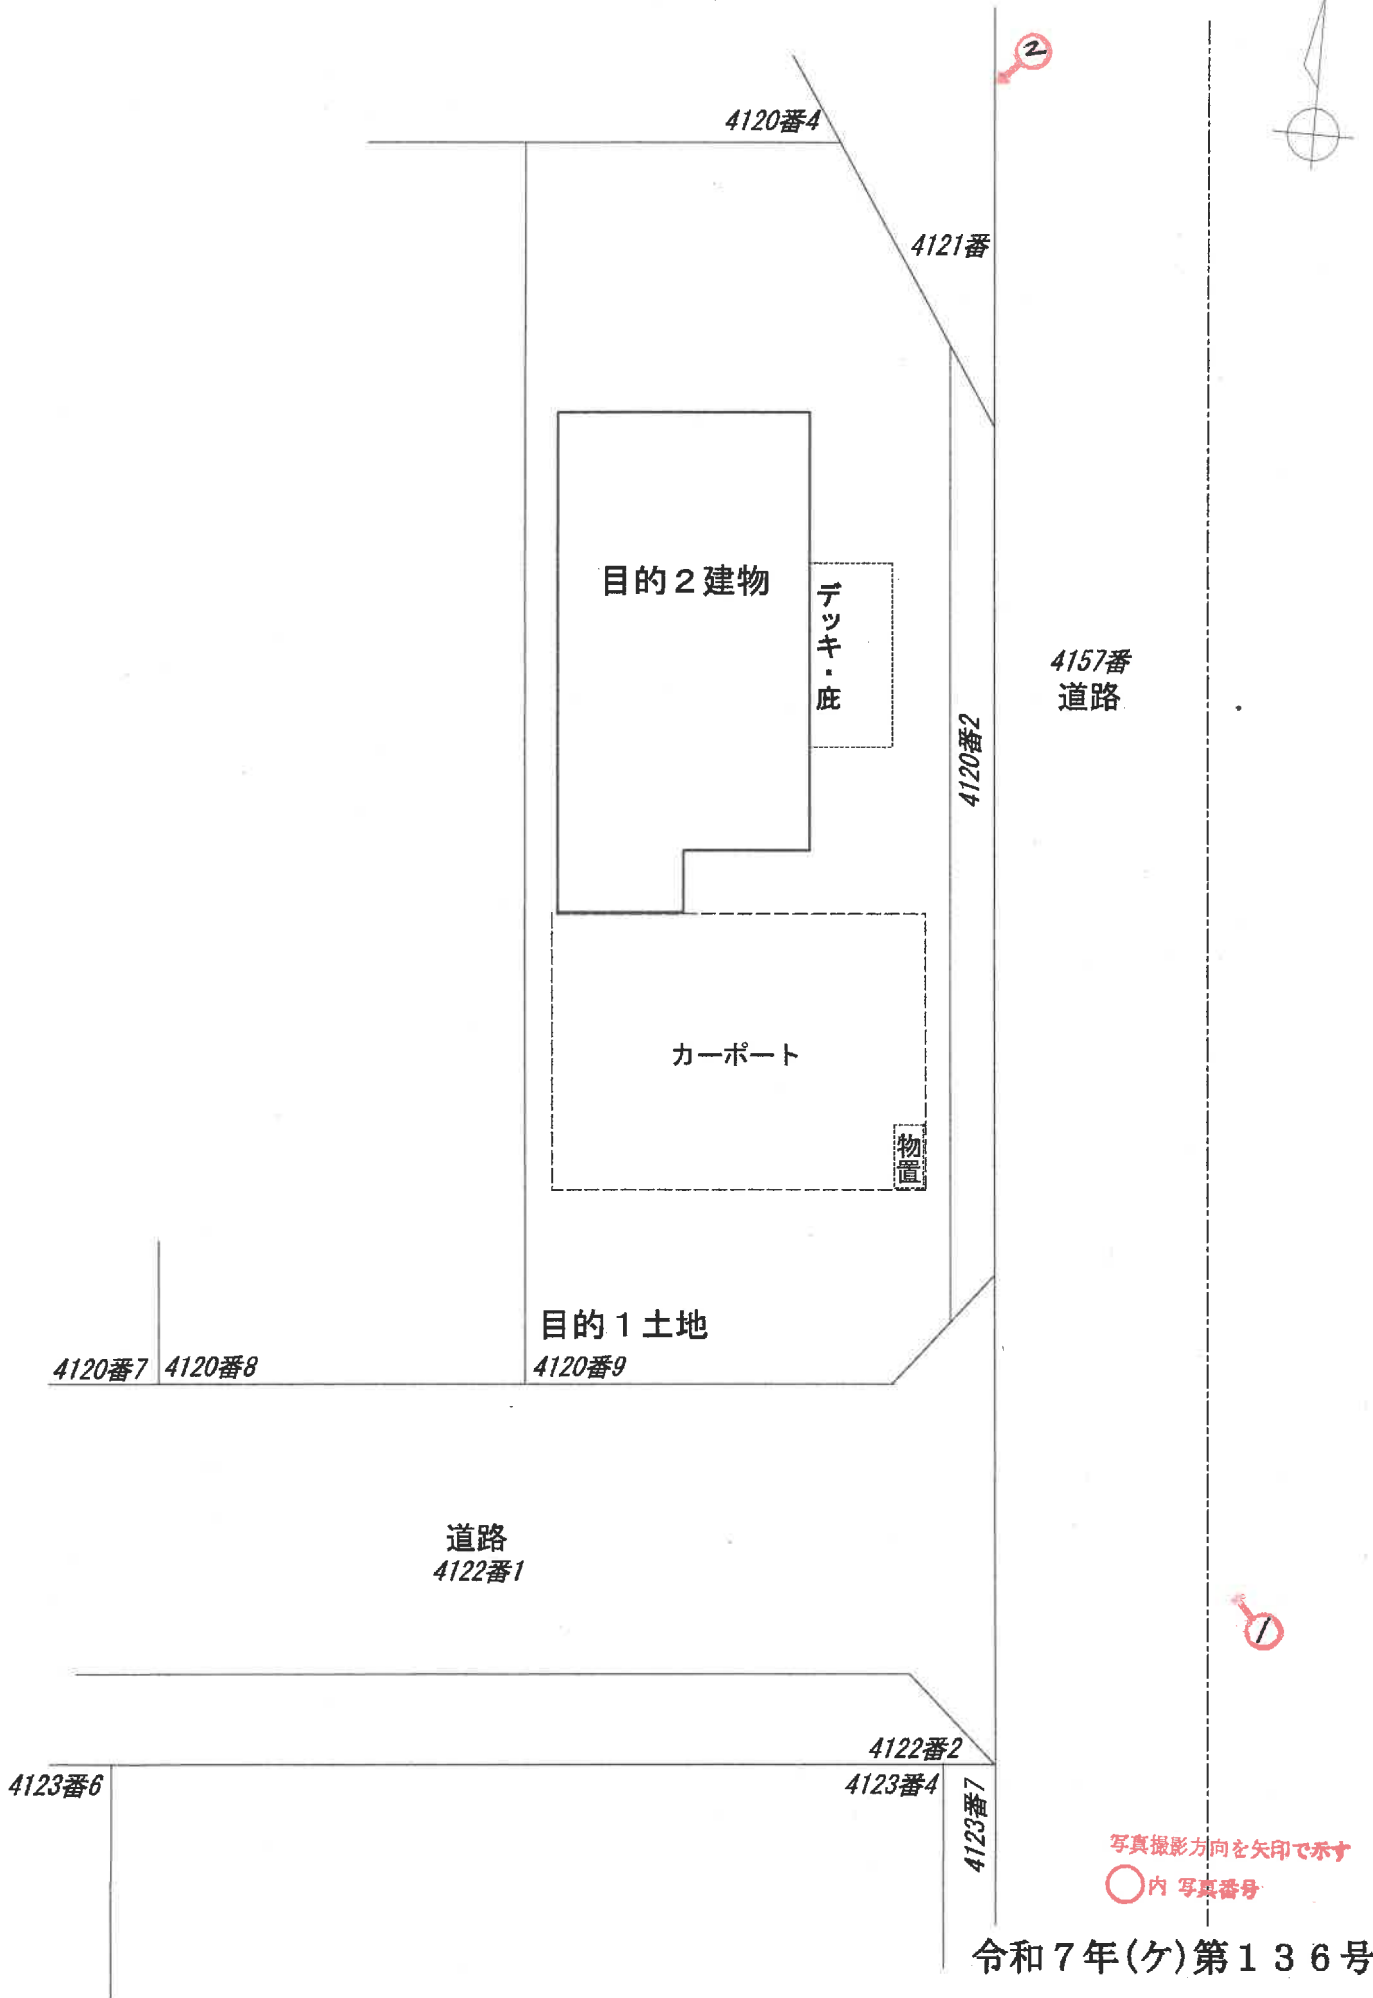 ②
4120番4
4121番
目的２建物
デッキ・庇
4157番
道路
4120番2
カーポート
物置
目的１土地
4120番7
4120番8
4120番9
道路
4122番1
①
4122番2
4123番6
4123番4
4123番7
写真撮影方向を矢印で示す
◯内 写真番号
令和７年(ケ)第１３６号